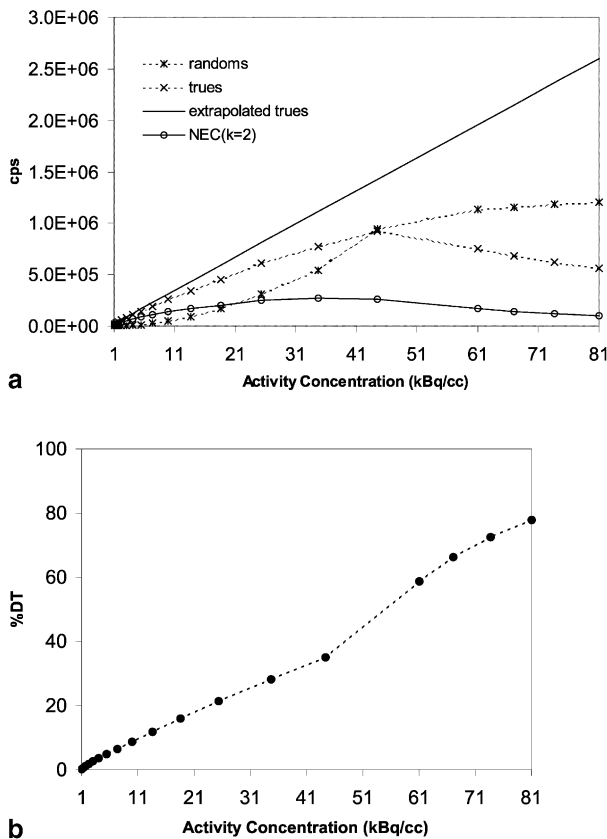 3.0E+06
2.5E+06
2.0E+06
1.5E+06
1.0E+06
5.0E+05
0.0E+00
cps
randoms
trues
extrapolated trues
NEC(k=2)
1 11 21 31 41 51 61 71 81
Activity Concentration (kBq/cc)
a
100
80
60
40
20
0
%DT
1 11 21 31 41 51 61 71 81
Activity Concentration (kBq/cc)
b